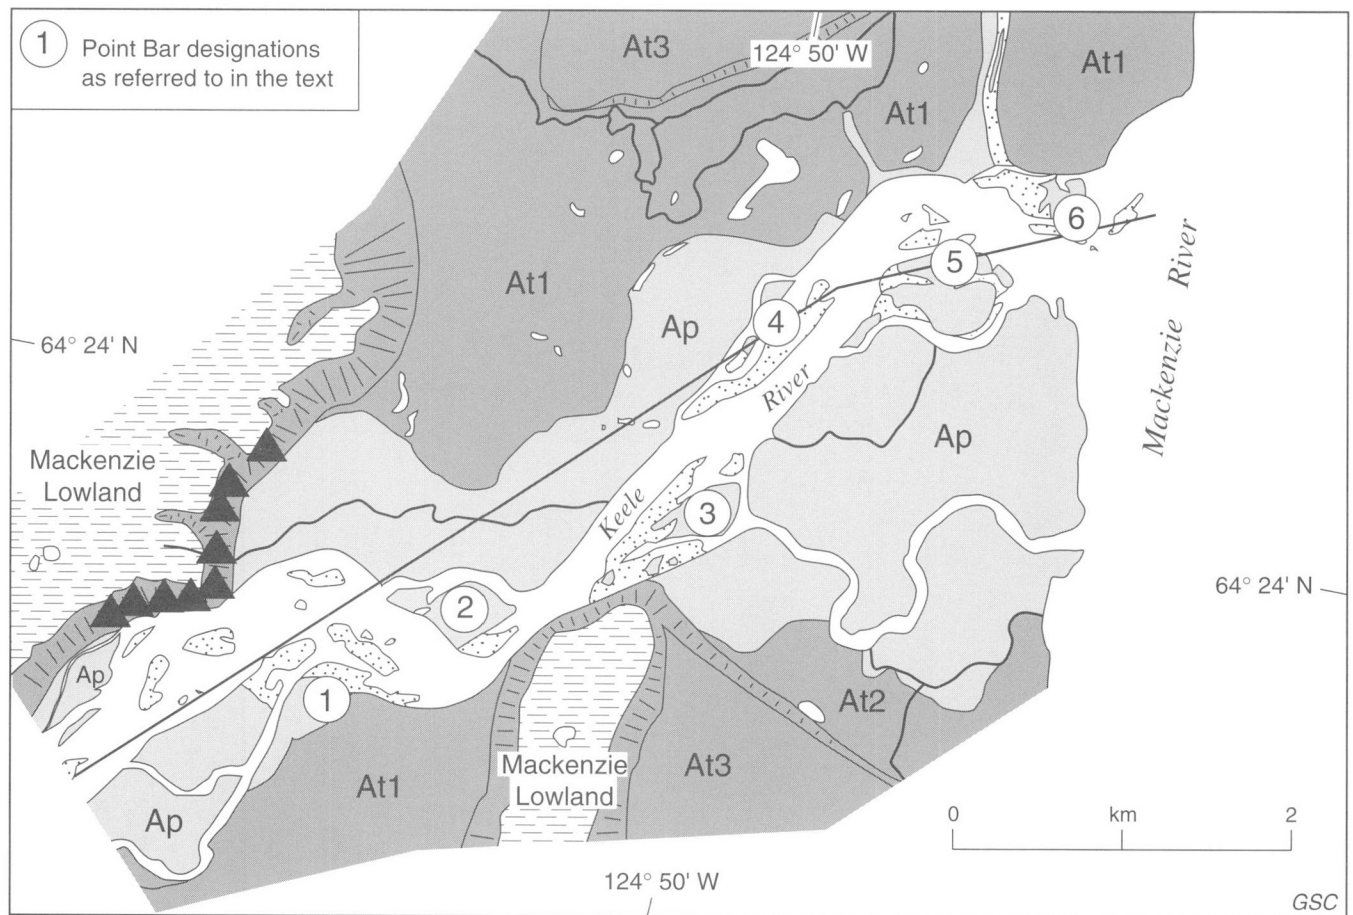 1 Point Bar designations
as referred to in the text
At3
124° 50' W
At1
At1
6
Mackenzie River
5
At1
Ap
4
64° 24' N
River
Ap
Mackenzie
Lowland
3
Keele
64° 24' N
2
Ap
1
At2
Mackenzie
Lowland
At3
At1
Ap
0 km 2
124° 50' W
GSC